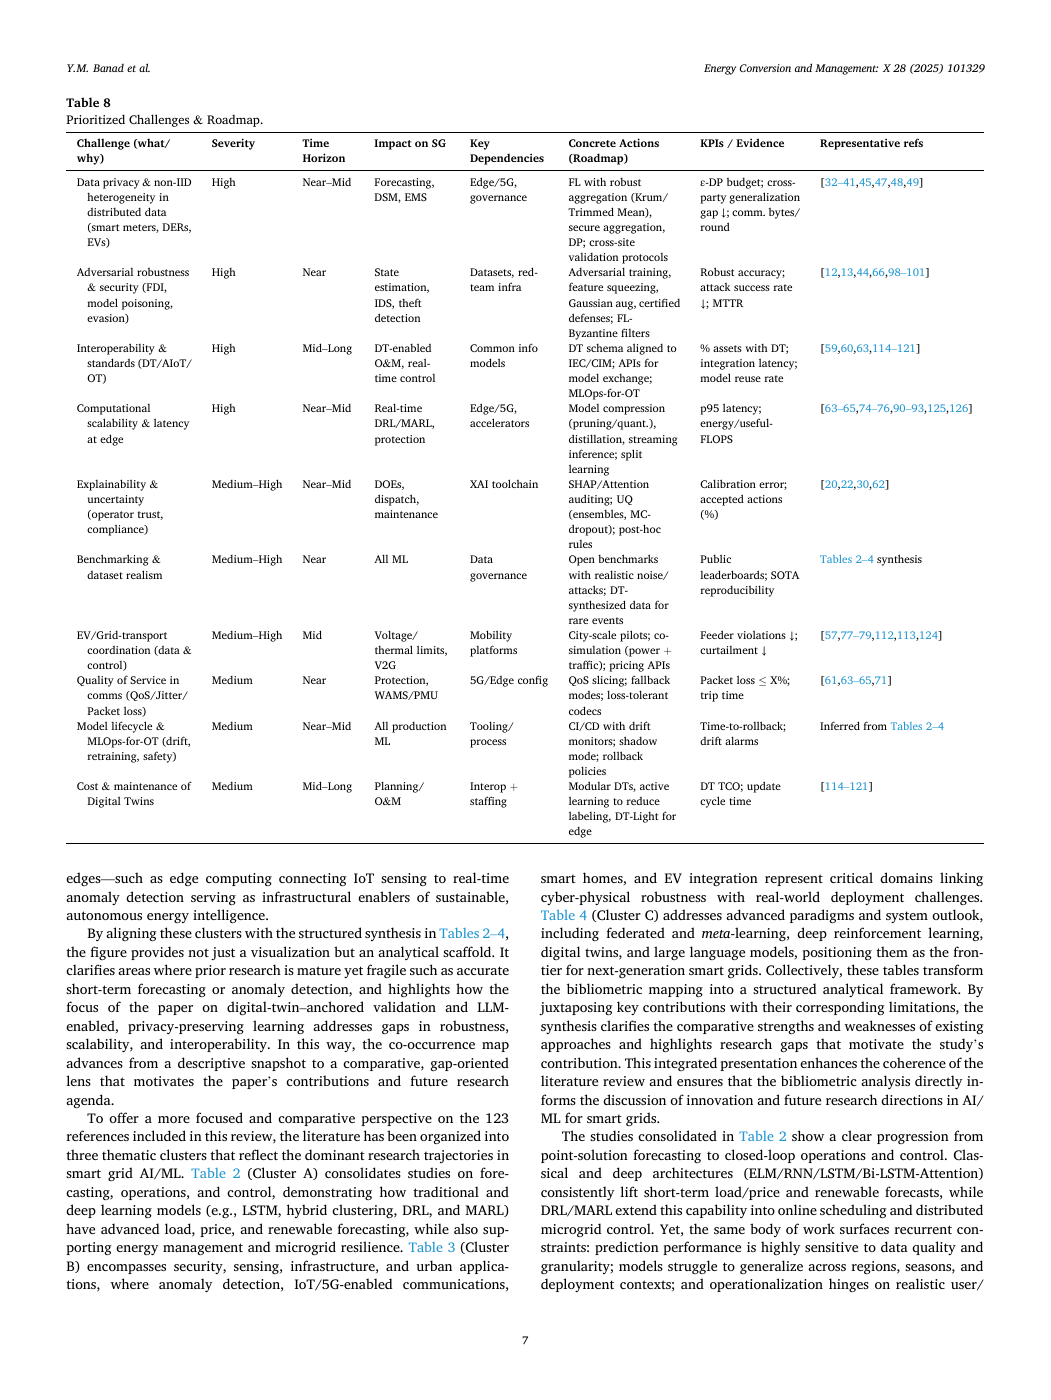 Y.M. Banad et al.
Energy Conversion and Management: X 28 (2025) 101329
Table 8
Prioritized Challenges & Roadmap.
Challenge (what/
why)
Severity
Time
Horizon
Impact on SG
Key
Dependencies
Concrete Actions
(Roadmap)
KPIs / Evidence
Representative refs
Data privacy & non-IID
heterogeneity in
distributed data
(smart meters, DERs,
EVs)
High
Near–Mid
Forecasting,
DSM, EMS
Edge/5G,
governance
FL with robust
aggregation (Krum/
Trimmed Mean),
secure aggregation,
DP; cross-site
validation protocols
ε-DP budget; cross-
party generalization
gap ↓; comm. bytes/
round
[32–41,45,47,48,49]
Adversarial robustness
& security (FDI,
model poisoning,
evasion)
High
Near
State
estimation,
IDS, theft
detection
Datasets, red-
team infra
Adversarial training,
feature squeezing,
Gaussian aug, certified
defenses; FL-
Byzantine filters
Robust accuracy;
attack success rate
↓; MTTR
[12,13,44,66,98–101]
Interoperability &
standards (DT/AIoT/
OT)
High
Mid–Long
DT-enabled
O&M, real-
time control
Common info
models
DT schema aligned to
IEC/CIM; APIs for
model exchange;
MLOps-for-OT
% assets with DT;
integration latency;
model reuse rate
[59,60,63,114–121]
Computational
scalability & latency
at edge
High
Near–Mid
Real-time
DRL/MARL,
protection
Edge/5G,
accelerators
Model compression
(pruning/quant.),
distillation, streaming
inference; split
learning
p95 latency;
energy/useful-
FLOPS
[63–65,74–76,90–93,125,126]
Explainability &
uncertainty
(operator trust,
compliance)
Medium–High
Near–Mid
DOEs,
dispatch,
maintenance
XAI toolchain
SHAP/Attention
auditing; UQ
(ensembles, MC-
dropout); post-hoc
rules
Calibration error;
accepted actions
(%)
[20,22,30,62]
Benchmarking &
dataset realism
Medium–High
Near
All ML
Data
governance
Open benchmarks
with realistic noise/
attacks; DT-
synthesized data for
rare events
Public
leaderboards; SOTA
reproducibility
Tables 2–4 synthesis
EV/Grid-transport
coordination (data &
control)
Medium–High
Mid
Voltage/
thermal limits,
V2G
Mobility
platforms
City-scale pilots; co-
simulation (power +
traffic); pricing APIs
Feeder violations ↓;
curtailment ↓
[57,77–79,112,113,124]
Quality of Service in
comms (QoS/Jitter/
Packet loss)
Medium
Near
Protection,
WAMS/PMU
5G/Edge config
QoS slicing; fallback
modes; loss-tolerant
codecs
Packet loss ≤ X%;
trip time
[61,63–65,71]
Model lifecycle &
MLOps-for-OT (drift,
retraining, safety)
Medium
Near–Mid
All production
ML
Tooling/
process
CI/CD with drift
monitors; shadow
mode; rollback
policies
Time-to-rollback;
drift alarms
Inferred from Tables 2–4
Cost & maintenance of
Digital Twins
Medium
Mid–Long
Planning/
O&M
Interop +
staffing
Modular DTs, active
learning to reduce
labeling, DT-Light for
edge
DT TCO; update
cycle time
[114–121]
edges—such as edge computing connecting IoT sensing to real-time
anomaly detection serving as infrastructural enablers of sustainable,
autonomous energy intelligence.
By aligning these clusters with the structured synthesis in Tables 2–4,
the figure provides not just a visualization but an analytical scaffold. It
clarifies areas where prior research is mature yet fragile such as accurate
short-term forecasting or anomaly detection, and highlights how the
focus of the paper on digital-twin–anchored validation and LLM-
enabled, privacy-preserving learning addresses gaps in robustness,
scalability, and interoperability. In this way, the co-occurrence map
advances from a descriptive snapshot to a comparative, gap-oriented
lens that motivates the paper's contributions and future research
agenda.
To offer a more focused and comparative perspective on the 123
references included in this review, the literature has been organized into
three thematic clusters that reflect the dominant research trajectories in
smart grid AI/ML. Table 2 (Cluster A) consolidates studies on fore-
casting, operations, and control, demonstrating how traditional and
deep learning models (e.g., LSTM, hybrid clustering, DRL, and MARL)
have advanced load, price, and renewable forecasting, while also sup-
porting energy management and microgrid resilience. Table 3 (Cluster
B) encompasses security, sensing, infrastructure, and urban applica-
tions, where anomaly detection, IoT/5G-enabled communications,
smart homes, and EV integration represent critical domains linking
cyber-physical robustness with real-world deployment challenges.
Table 4 (Cluster C) addresses advanced paradigms and system outlook,
including federated and meta-learning, deep reinforcement learning,
digital twins, and large language models, positioning them as the fron-
tier for next-generation smart grids. Collectively, these tables transform
the bibliometric mapping into a structured analytical framework. By
juxtaposing key contributions with their corresponding limitations, the
synthesis clarifies the comparative strengths and weaknesses of existing
approaches and highlights research gaps that motivate the study's
contribution. This integrated presentation enhances the coherence of the
literature review and ensures that the bibliometric analysis directly in-
forms the discussion of innovation and future research directions in AI/
ML for smart grids.
The studies consolidated in Table 2 show a clear progression from
point-solution forecasting to closed-loop operations and control. Clas-
sical and deep architectures (ELM/RNN/LSTM/Bi-LSTM-Attention)
consistently lift short-term load/price and renewable forecasts, while
DRL/MARL extend this capability into online scheduling and distributed
microgrid control. Yet, the same body of work surfaces recurrent con-
straints: prediction performance is highly sensitive to data quality and
granularity; models struggle to generalize across regions, seasons, and
deployment contexts; and operationalization hinges on realistic user/
7